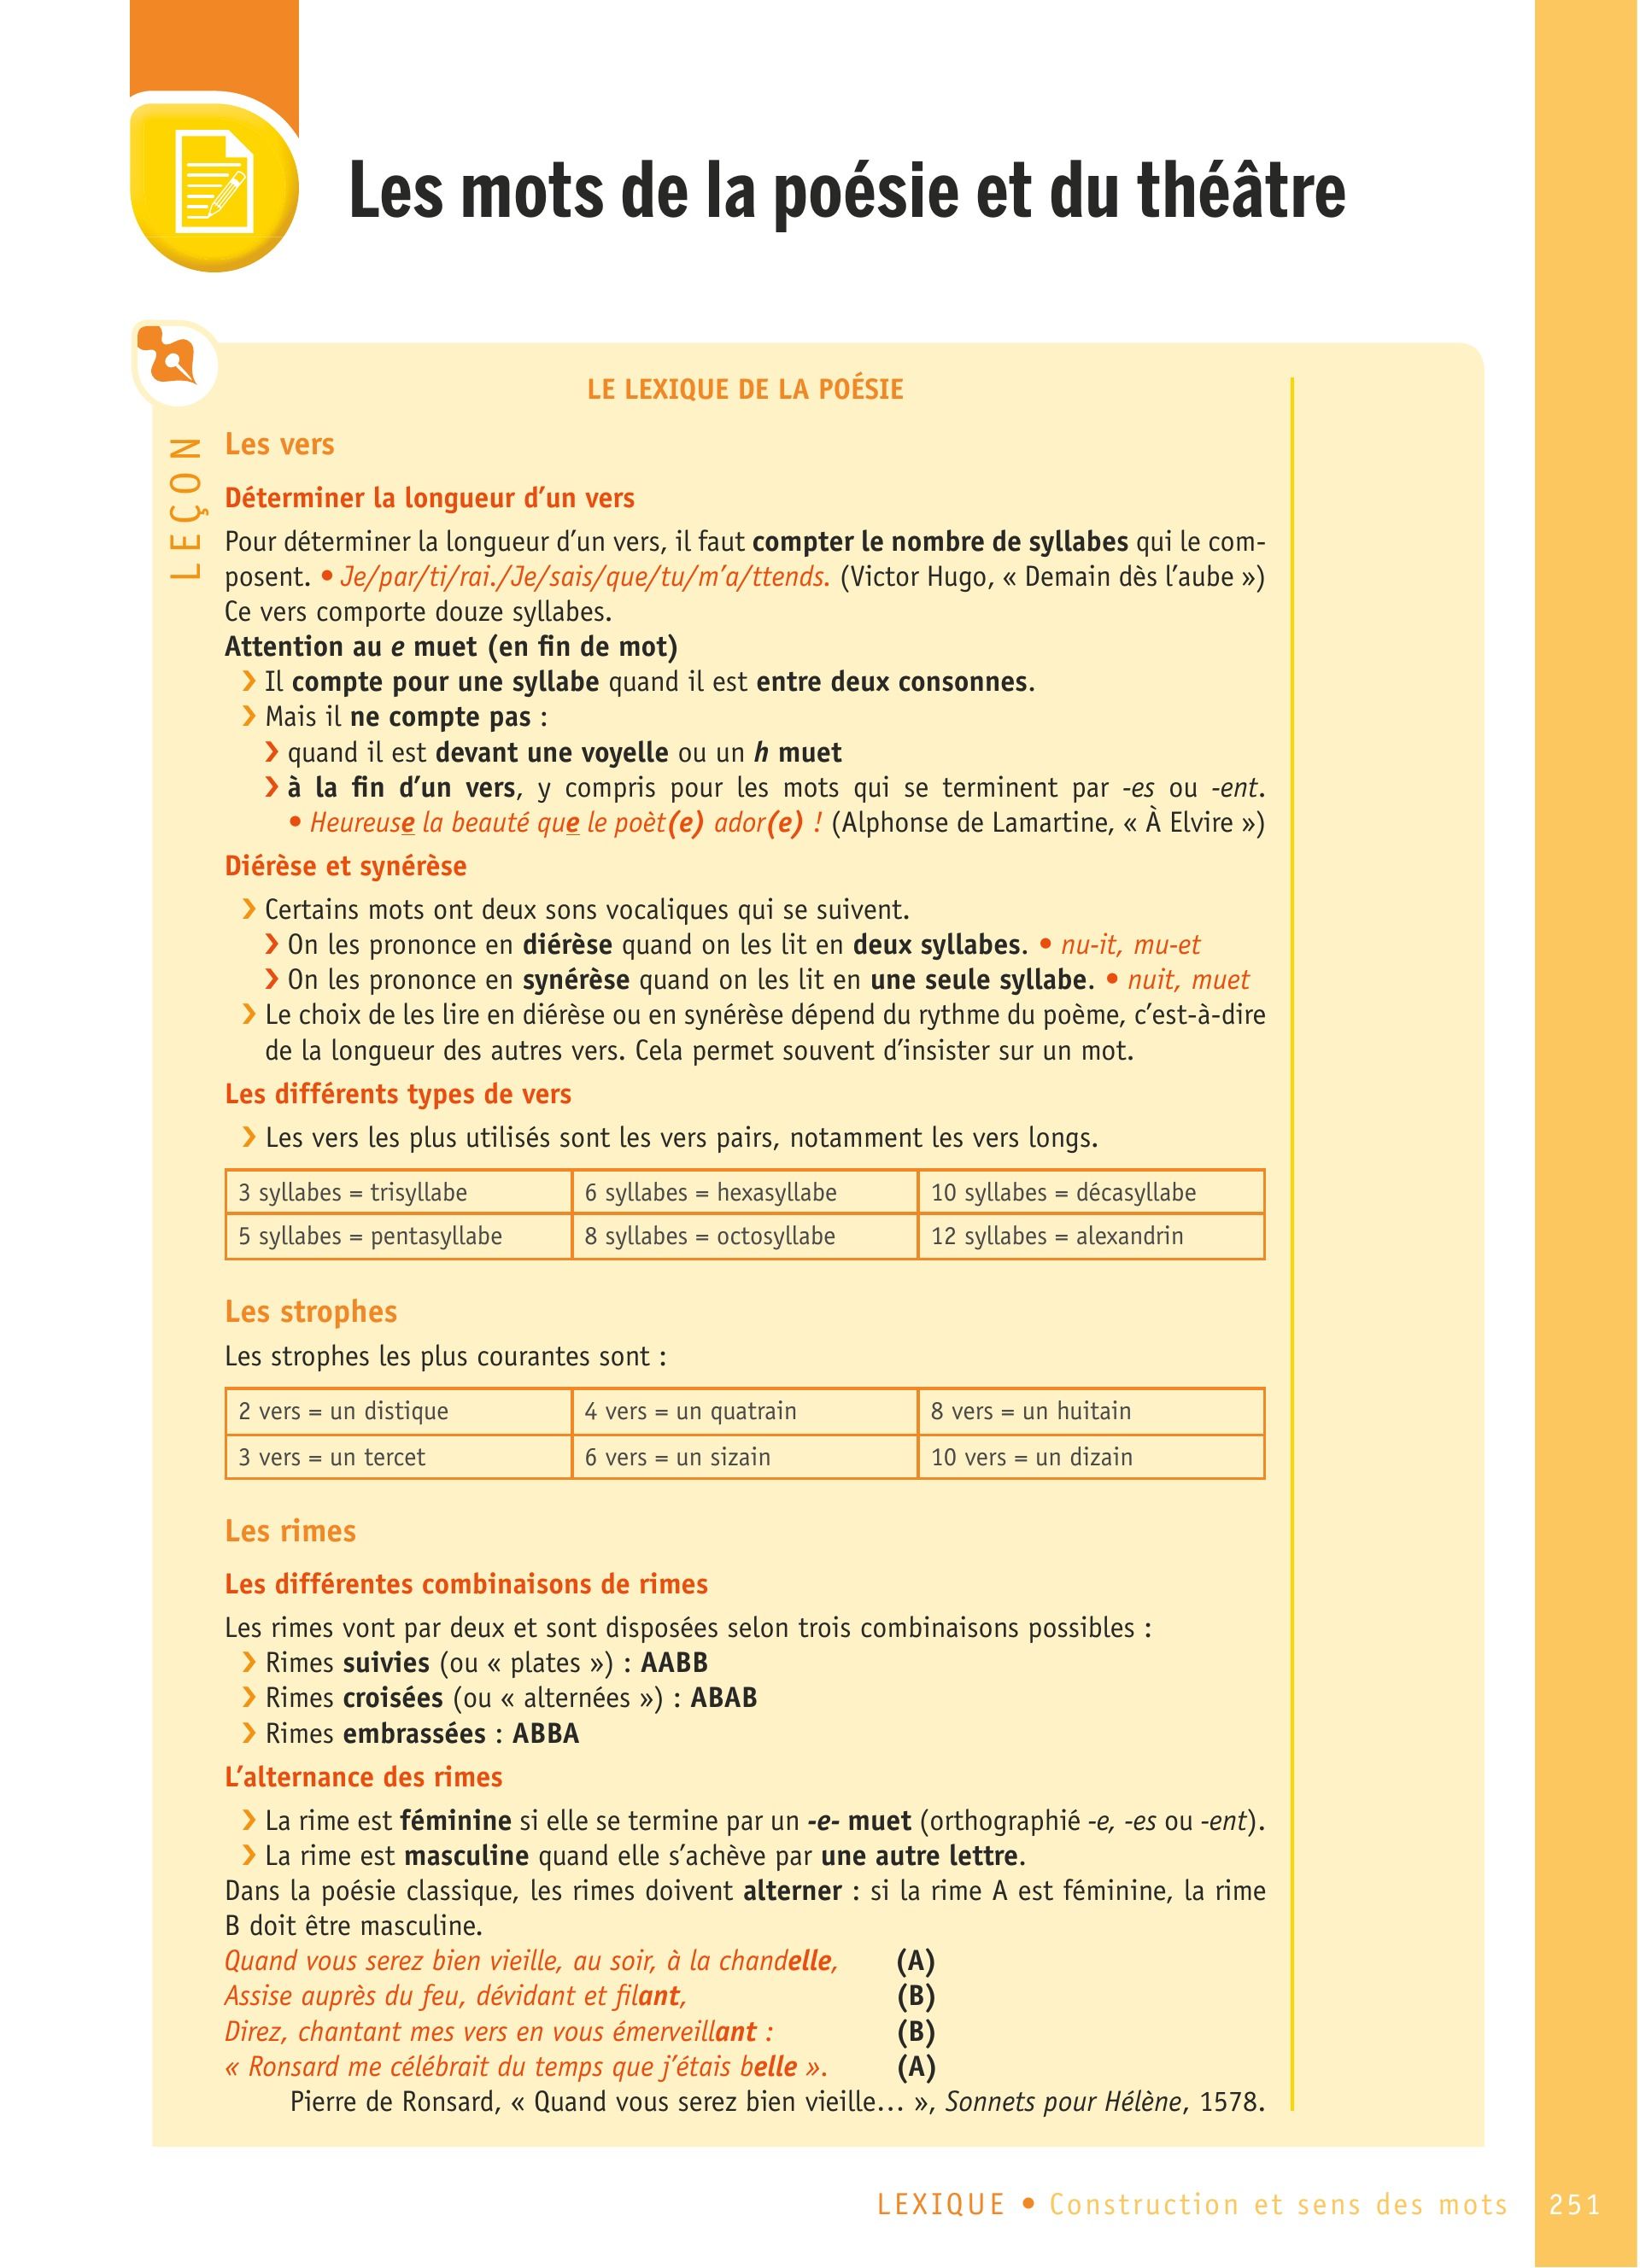 Les mots de la poésie et du théâtre
LEÇON
LE LEXIQUE DE LA POÉSIE
Les vers
Déterminer la longueur d’un vers
Pour déterminer la longueur d’un vers, il faut compter le nombre de syllabes qui le com-
posent. • Je/par/ti/rai./Je/sais/que/tu/m’a/ttends. (Victor Hugo, « Demain dès l’aube »)
Ce vers comporte douze syllabes.
Attention au e muet (en fin de mot)
❯ Il compte pour une syllabe quand il est entre deux consonnes.
❯ Mais il ne compte pas :
❯ quand il est devant une voyelle ou un h muet
❯ à la fin d’un vers, y compris pour les mots qui se terminent par -es ou -ent.
• Heureuse la beauté que le poèt(e) ador(e) ! (Alphonse de Lamartine, « À Elvire »)
Diérèse et synérèse
❯ Certains mots ont deux sons vocaliques qui se suivent.
❯ On les prononce en diérèse quand on les lit en deux syllabes. • nu-it, mu-et
❯ On les prononce en synérèse quand on les lit en une seule syllabe. • nuit, muet
❯ Le choix de les lire en diérèse ou en synérèse dépend du rythme du poème, c’est-à-dire
de la longueur des autres vers. Cela permet souvent d’insister sur un mot.
Les différents types de vers
❯ Les vers les plus utilisés sont les vers pairs, notamment les vers longs.
3 syllabes = trisyllabe 6 syllabes = hexasyllabe 10 syllabes = décasyllabe
5 syllabes = pentasyllabe 8 syllabes = octosyllabe 12 syllabes = alexandrin
Les strophes
Les strophes les plus courantes sont :
2 vers = un distique 4 vers = un quatrain 8 vers = un huitain
3 vers = un tercet 6 vers = un sizain 10 vers = un dizain
Les rimes
Les différentes combinaisons de rimes
Les rimes vont par deux et sont disposées selon trois combinaisons possibles :
❯ Rimes suivies (ou « plates ») : AABB
❯ Rimes croisées (ou « alternées ») : ABAB
❯ Rimes embrassées : ABBA
L’alternance des rimes
❯ La rime est féminine si elle se termine par un -e- muet (orthographié -e, -es ou -ent).
❯ La rime est masculine quand elle s’achève par une autre lettre.
Dans la poésie classique, les rimes doivent alterner : si la rime A est féminine, la rime
B doit être masculine.
Quand vous serez bien vieille, au soir, à la chandelle, (A)
Assise auprès du feu, dévidant et filant, (B)
Direz, chantant mes vers en vous émerveillant : (B)
« Ronsard me célébrait du temps que j’étais belle ». (A)
Pierre de Ronsard, « Quand vous serez bien vieille… », Sonnets pour Hélène, 1578.
LEXIQUE • Construction et sens des mots 251